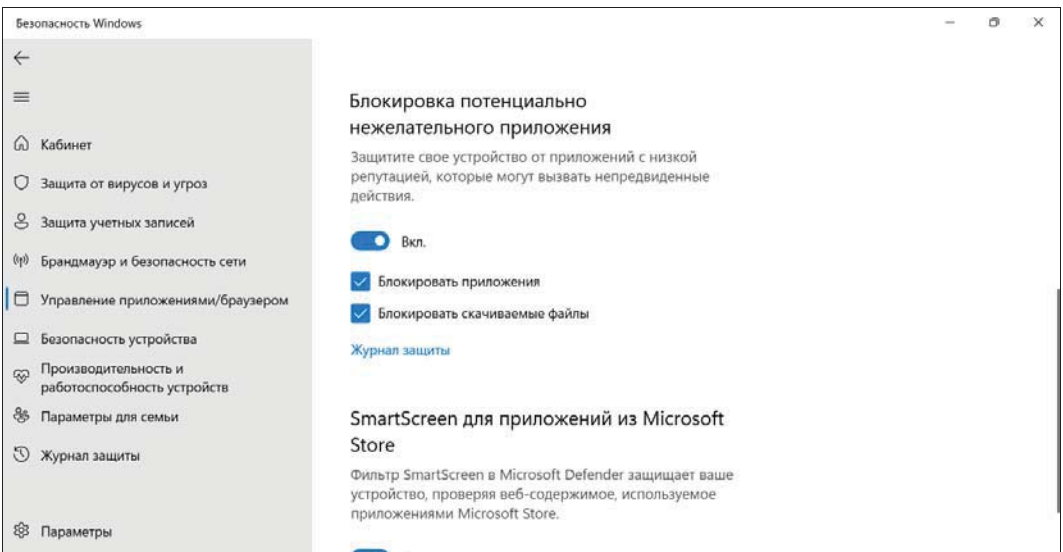 Безопасность Windows
Кабинет
Защита от вирусов и угроз
Защита учетных записей
Брандмауэр и безопасность сети
Управление приложениями/браузером
Безопасность устройства
Производительность и
работоспособность устройств
Параметры для семьи
Журнал защиты
Параметры
Блокировка потенциально
нежелательного приложения
Защитите свое устройство от приложений с низкой
репутацией, которые могут вызвать непредвиденные
действия.
Вкл.
Блокировать приложения
Блокировать скачиваемые файлы
Журнал защиты
SmartScreen для приложений из Microsoft
Store
Фильтр SmartScreen в Microsoft Defender защищает ваше
устройство, проверяя веб-содержимое, используемое
приложениями Microsoft Store.